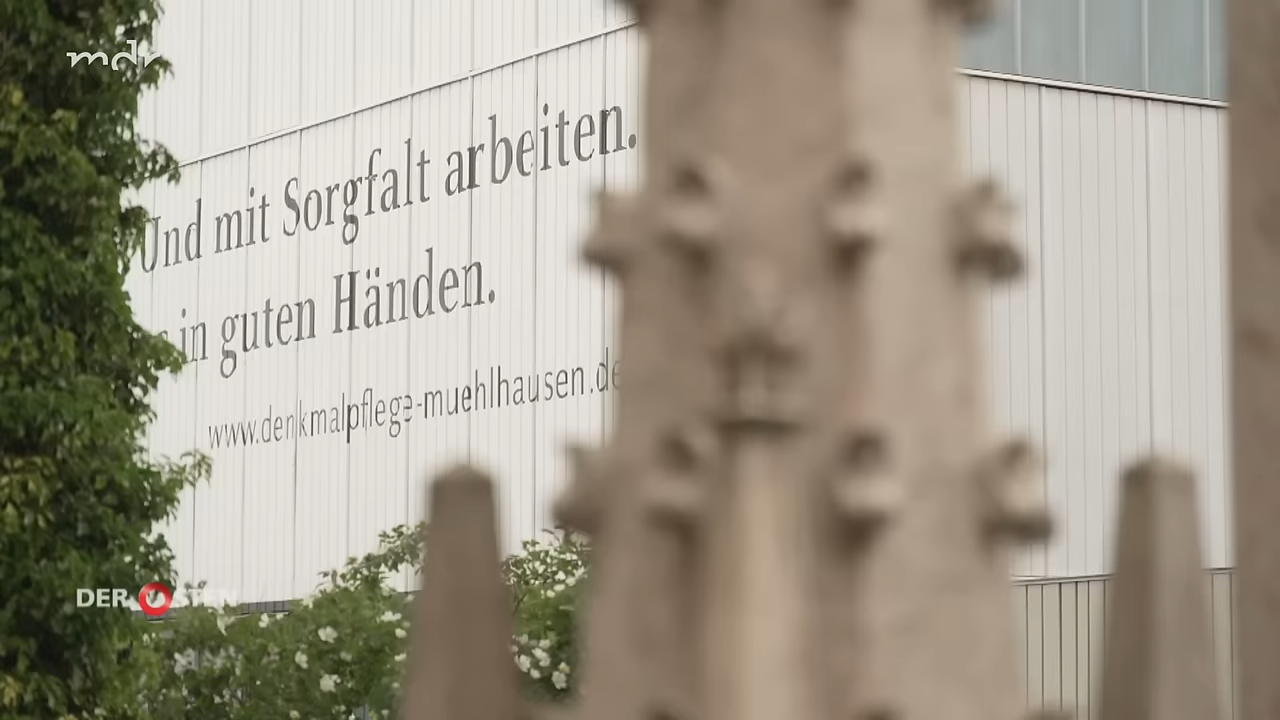 mdr
Und mit Sorgfalt arbeiten.
in guten Händen.
www.denkmalpflege-muehlhausen.de
DER OSTEN